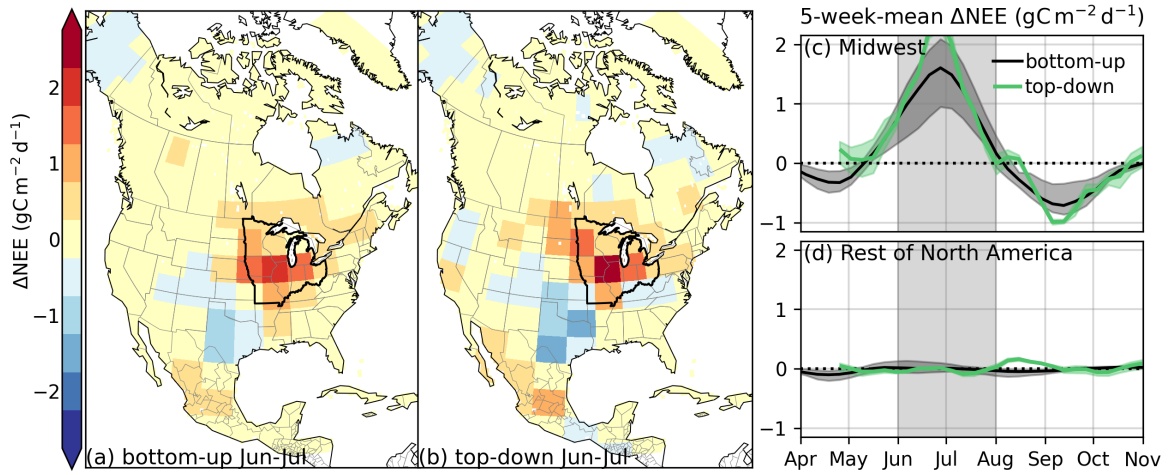 ΔNEE (gC m⁻² d⁻¹)
2
1
0
−1
−2
(a) bottom-up Jun-Jul
(b) top-down Jun-Jul
5-week-mean ΔNEE (gC m⁻² d⁻¹)
(c) Midwest
bottom-up
top-down
2
1
0
−1
(d) Rest of North America
2
1
0
−1
Apr May Jun Jul Aug Sep Oct Nov